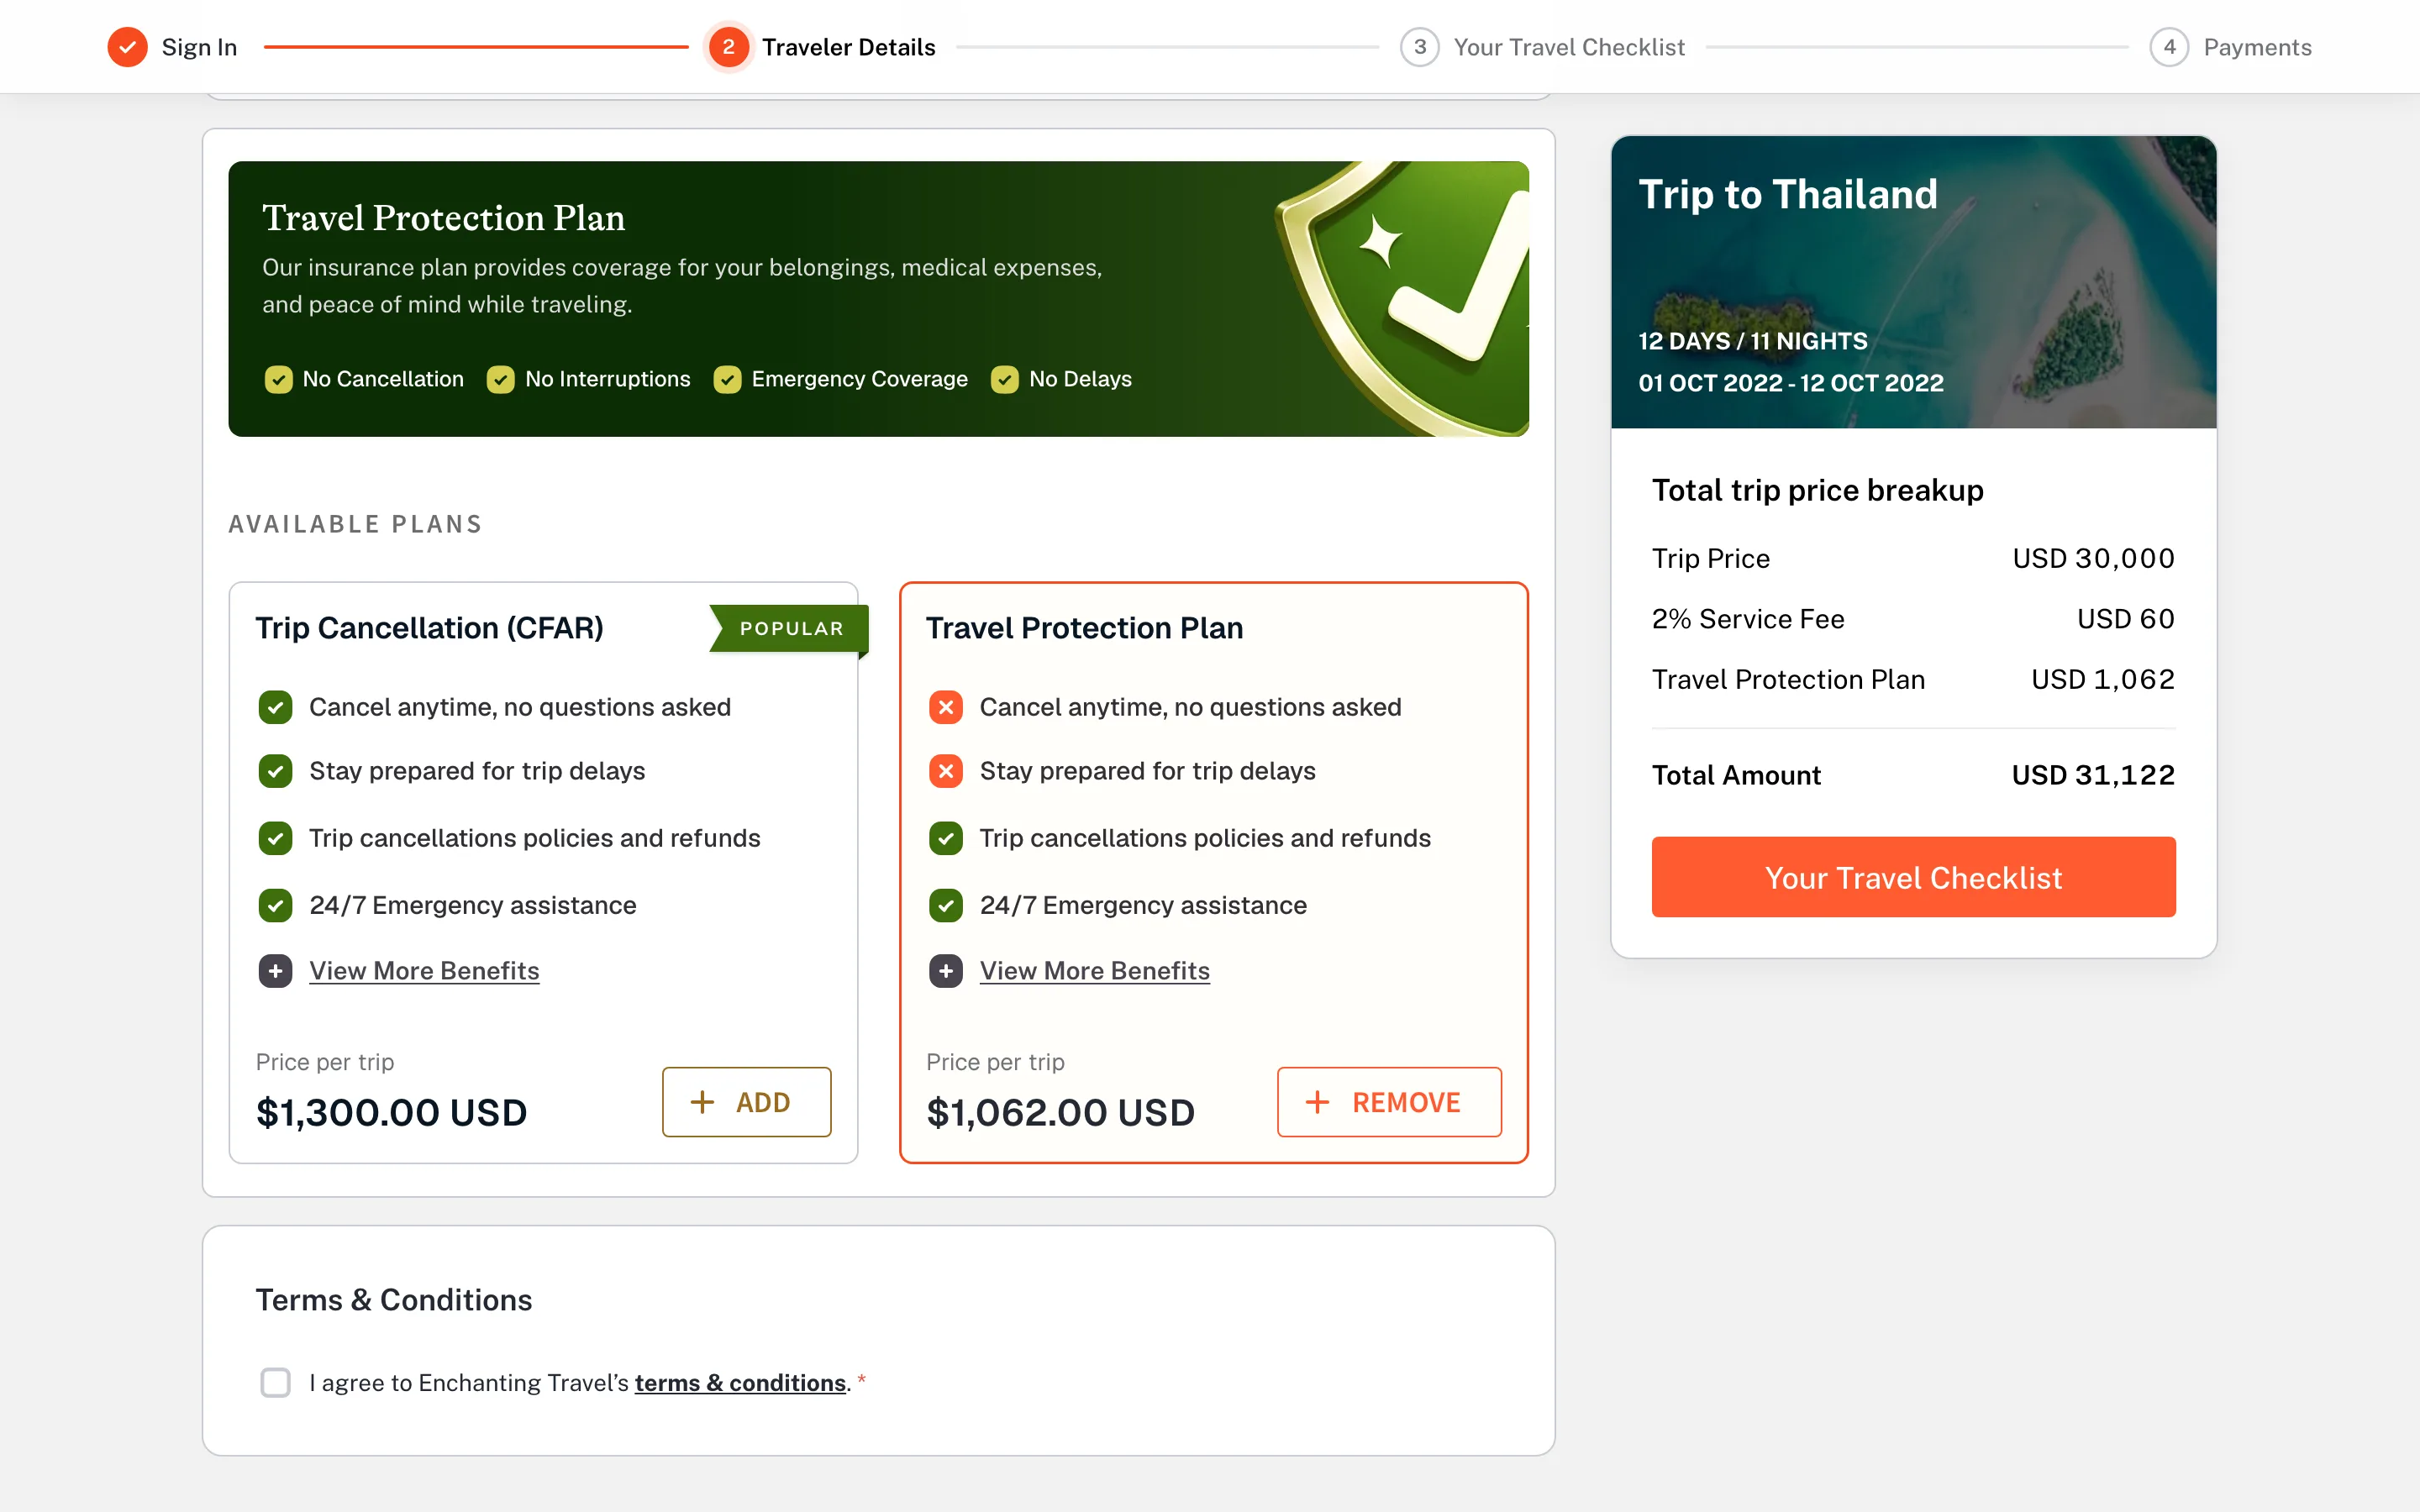 Sign In
2 Traveler Details
3 Your Travel Checklist
4 Payments
Travel Protection Plan
Our insurance plan provides coverage for your belongings, medical expenses,
and peace of mind while traveling.
No Cancellation No Interruptions Emergency Coverage No Delays
AVAILABLE PLANS
Trip Cancellation (CFAR)
POPULAR
Cancel anytime, no questions asked
Stay prepared for trip delays
Trip cancellations policies and refunds
24/7 Emergency assistance
View More Benefits
Price per trip
$1,300.00 USD
ADD
Travel Protection Plan
Cancel anytime, no questions asked
Stay prepared for trip delays
Trip cancellations policies and refunds
24/7 Emergency assistance
View More Benefits
Price per trip
$1,062.00 USD
REMOVE
Terms & Conditions
I agree to Enchanting Travel’s terms & conditions. *
Trip to Thailand
12 DAYS / 11 NIGHTS
01 OCT 2022 - 12 OCT 2022
Total trip price breakup
Trip Price USD 30,000
2% Service Fee USD 60
Travel Protection Plan USD 1,062
Total Amount USD 31,122
Your Travel Checklist